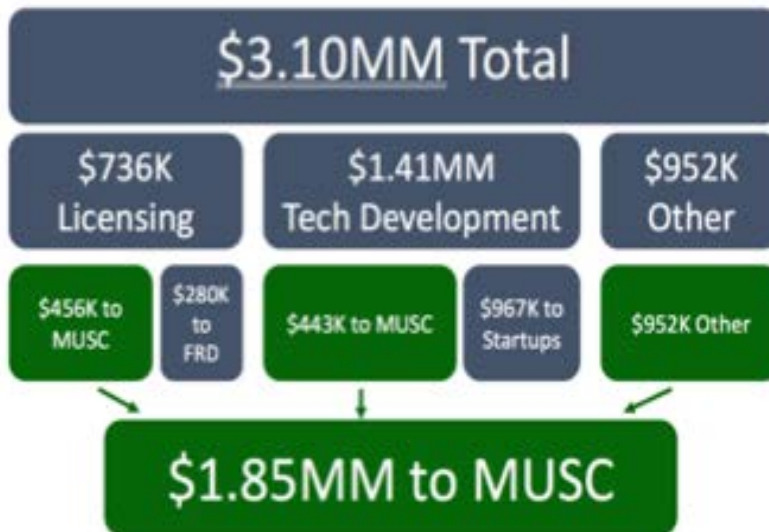 $3.10MM Total
$736K
Licensing
$1.41MM
Tech Development
$952K
Other
$456K to
MUSC
$280K
to
FRD
$443K to MUSC
$967K to
Startups
$952K Other
$1.85MM to MUSC